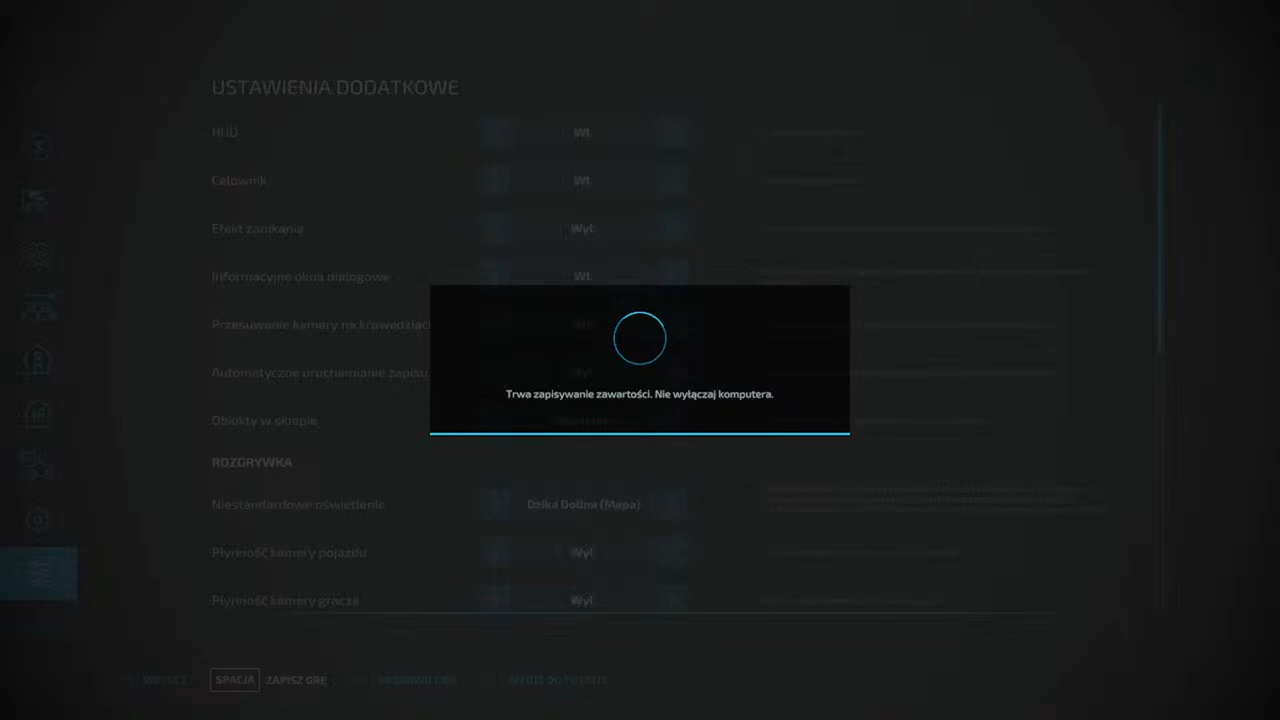 USTAWIENIA DODATKOWE
HUD Wł.
Celownik Wł.
Efekt zanikania Wył.
Informacyjne okna dialogowe Wł.
Przesuwanie kamery na krawędziac
Automatyczne uruchamianie zapisu
Trwa zapisywanie zawartości. Nie wyłączaj komputera.
Obiekty w sklepie
ROZGRYWKA
Niestandardowe oświetlenie Dzika Dolina (Mapa)
Płynność kamery pojazdu Wył.
Płynność kamery gracza Wył.
SPACJA ZAPISZ GRĘ